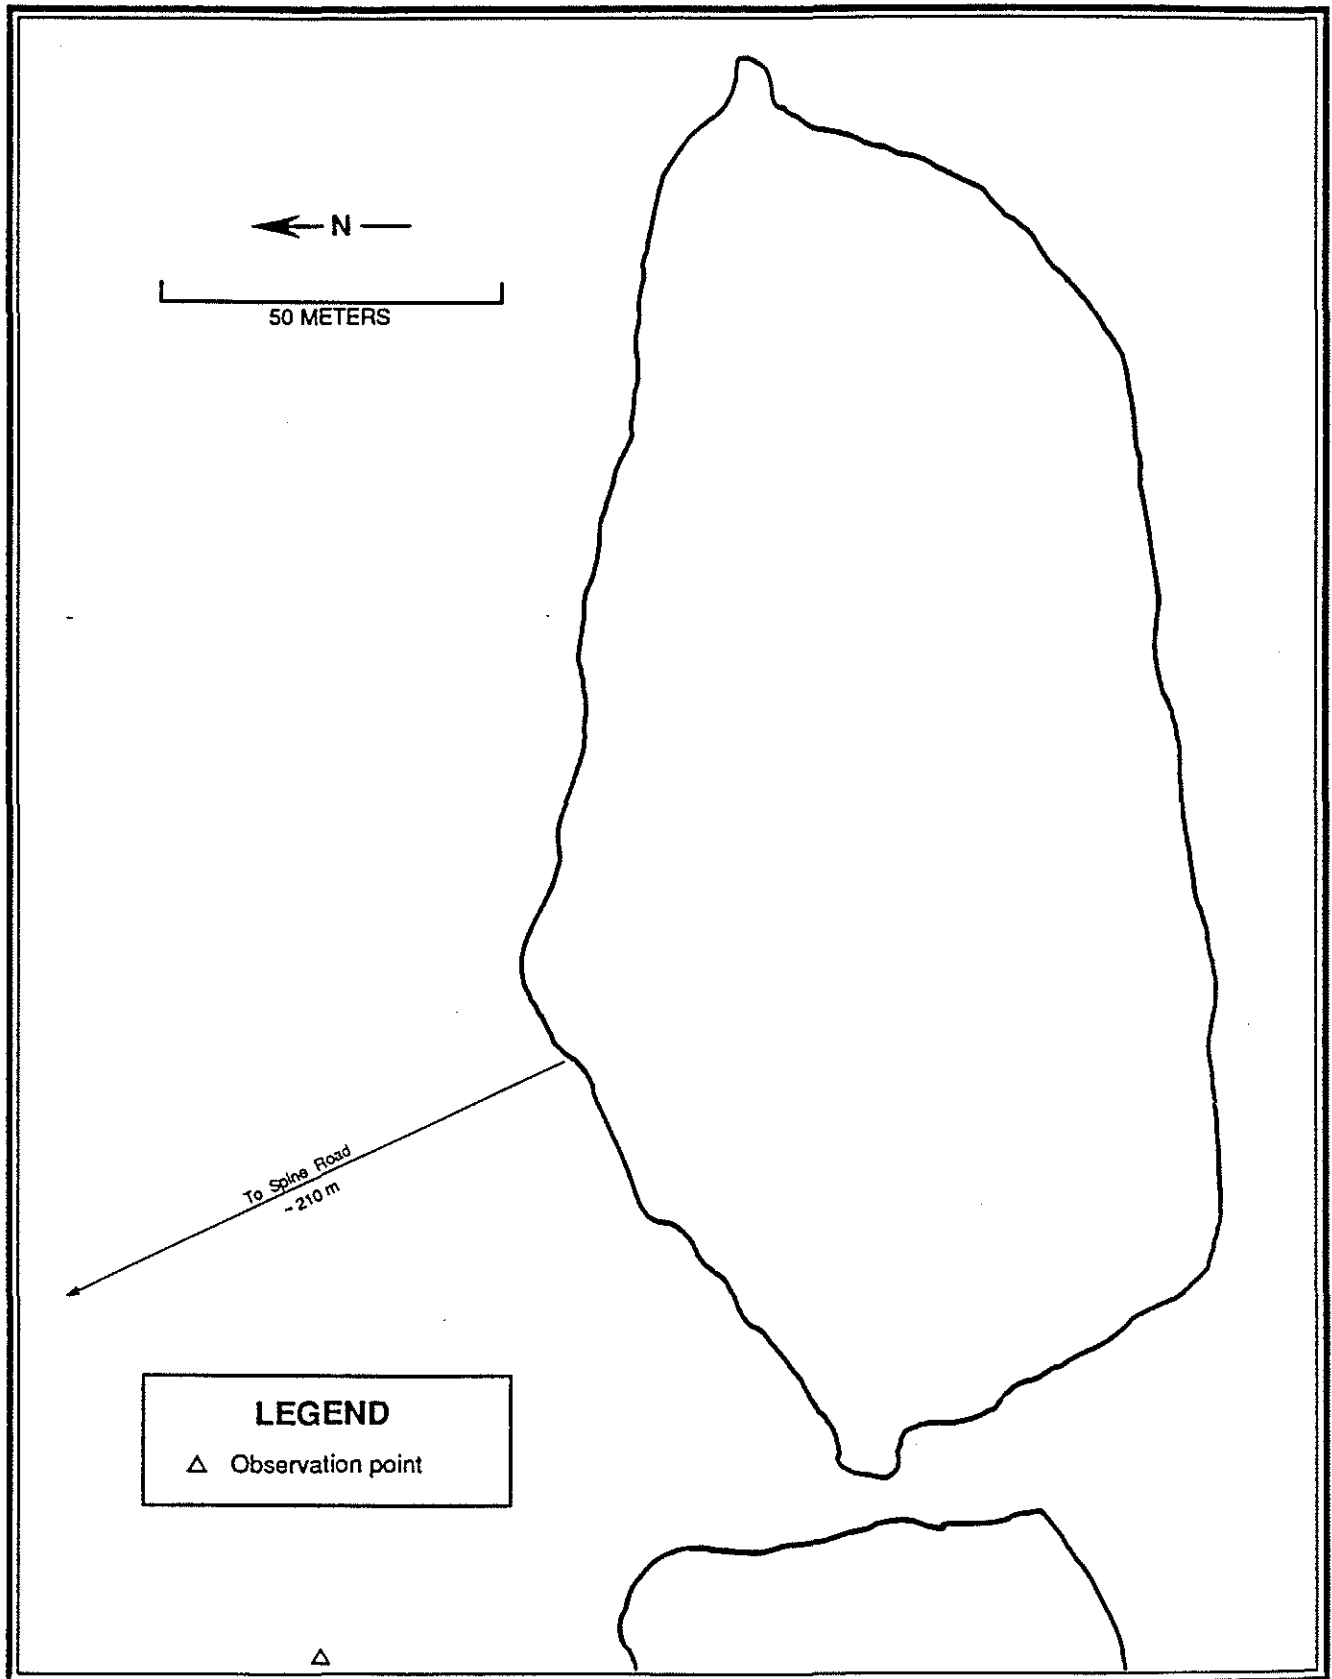 N
50 METERS
To Spine Road
~210 m
LEGEND
△ Observation point